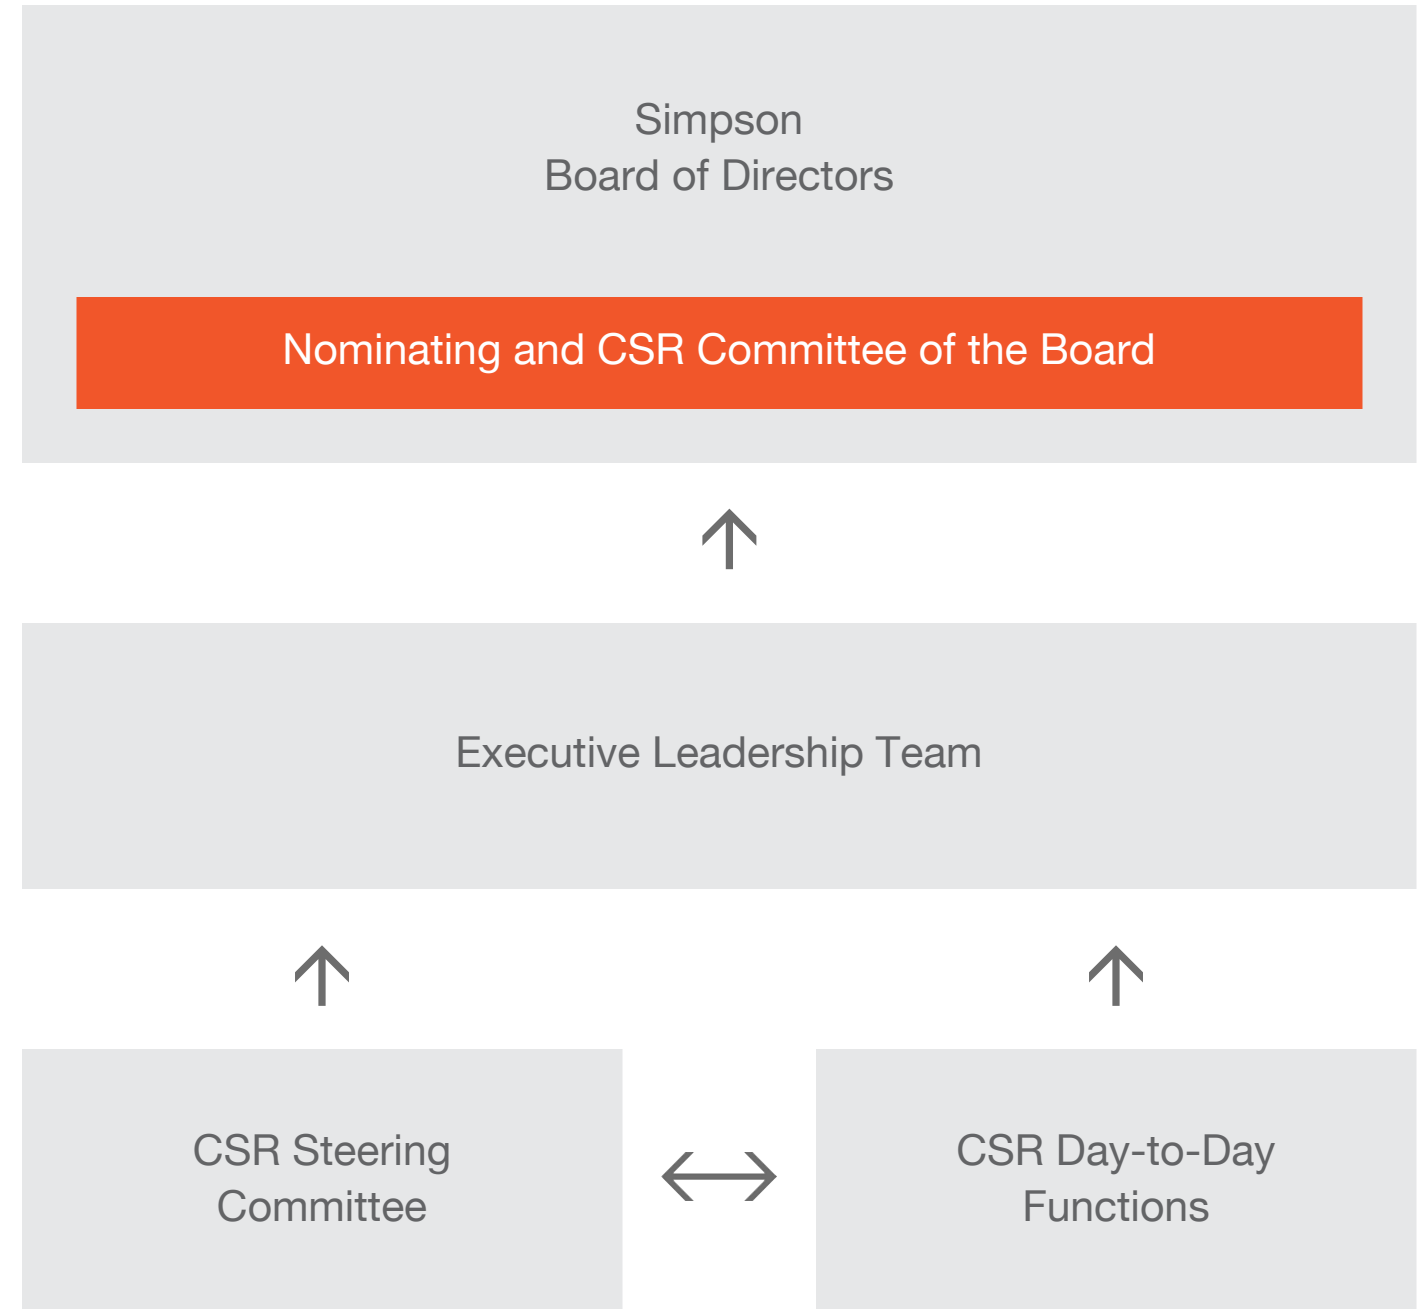 Simpson
Board of Directors
Nominating and CSR Committee of the Board
Executive Leadership Team
CSR Steering
Committee
CSR Day-to-Day
Functions